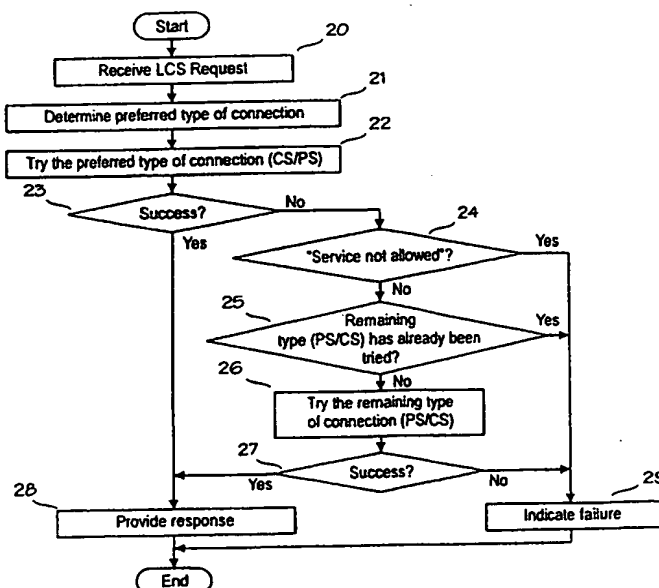 Start
20
Receive LCS Request
21
Determine preferred type of connection
22
Try the preferred type of connection (CS/PS)
23
Success?
No
Yes
24
"Service not allowed"?
Yes
No
25
Remaining
type (PS/CS) has already been
tried?
Yes
No
26
Try the remaining type
of connection (PS/CS)
27
Success?
Yes
No
28
Provide response
29
Indicate failure
End